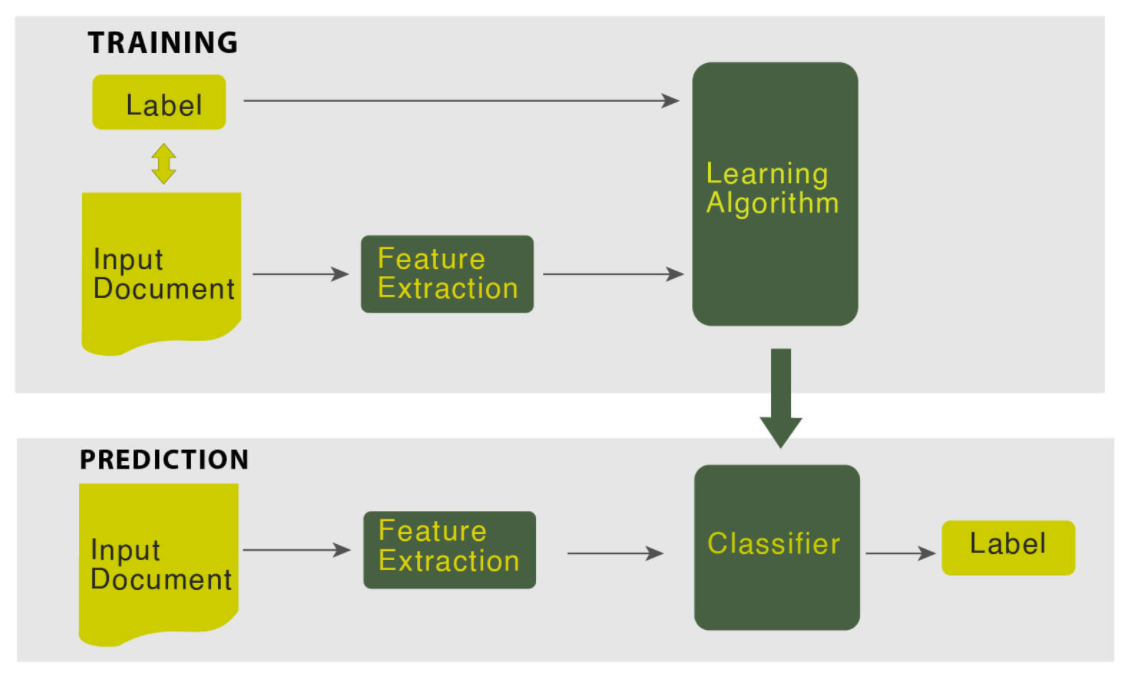 TRAINING
Label
Learning
Algorithm
Input
Document
Feature
Extraction
PREDICTION
Input
Document
Feature
Extraction
Classifier
Label